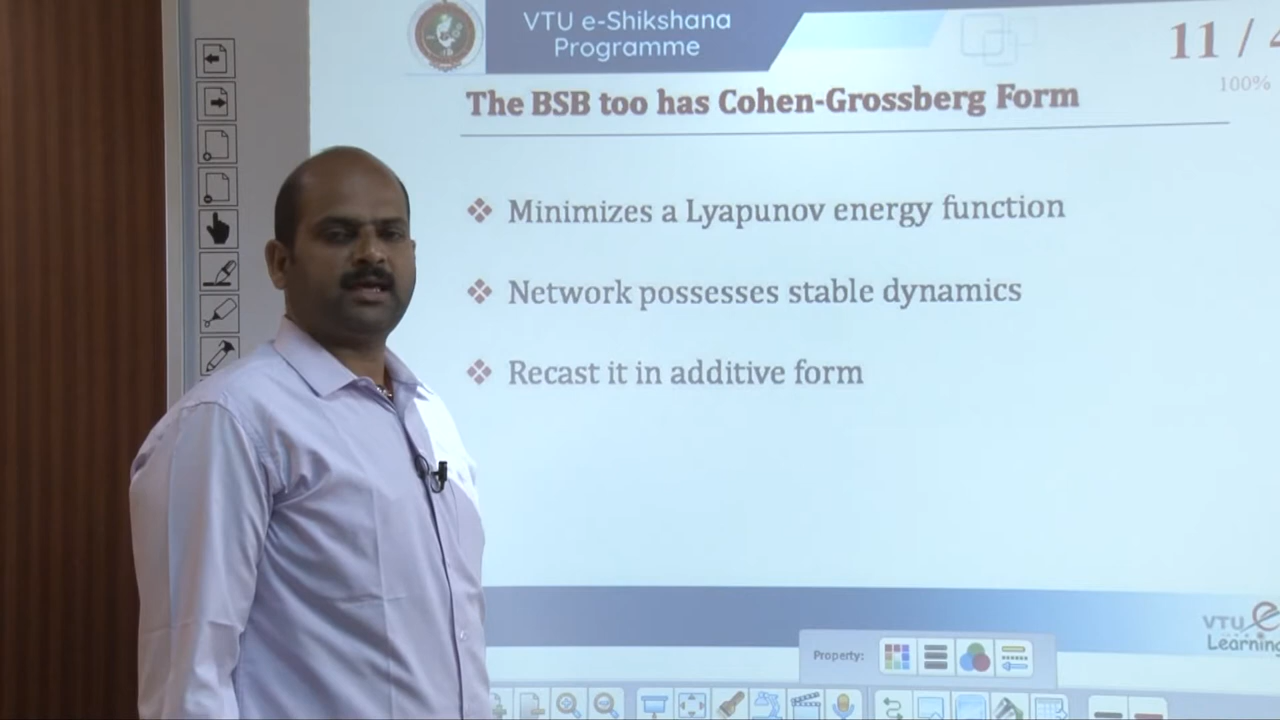 VTU e-Shikshana
Programme
11 / 4
100%
The BSB too has Cohen-Grossberg Form
Minimizes a Lyapunov energy function
Network possesses stable dynamics
Recast it in additive form
VTU e
Learning
Property: